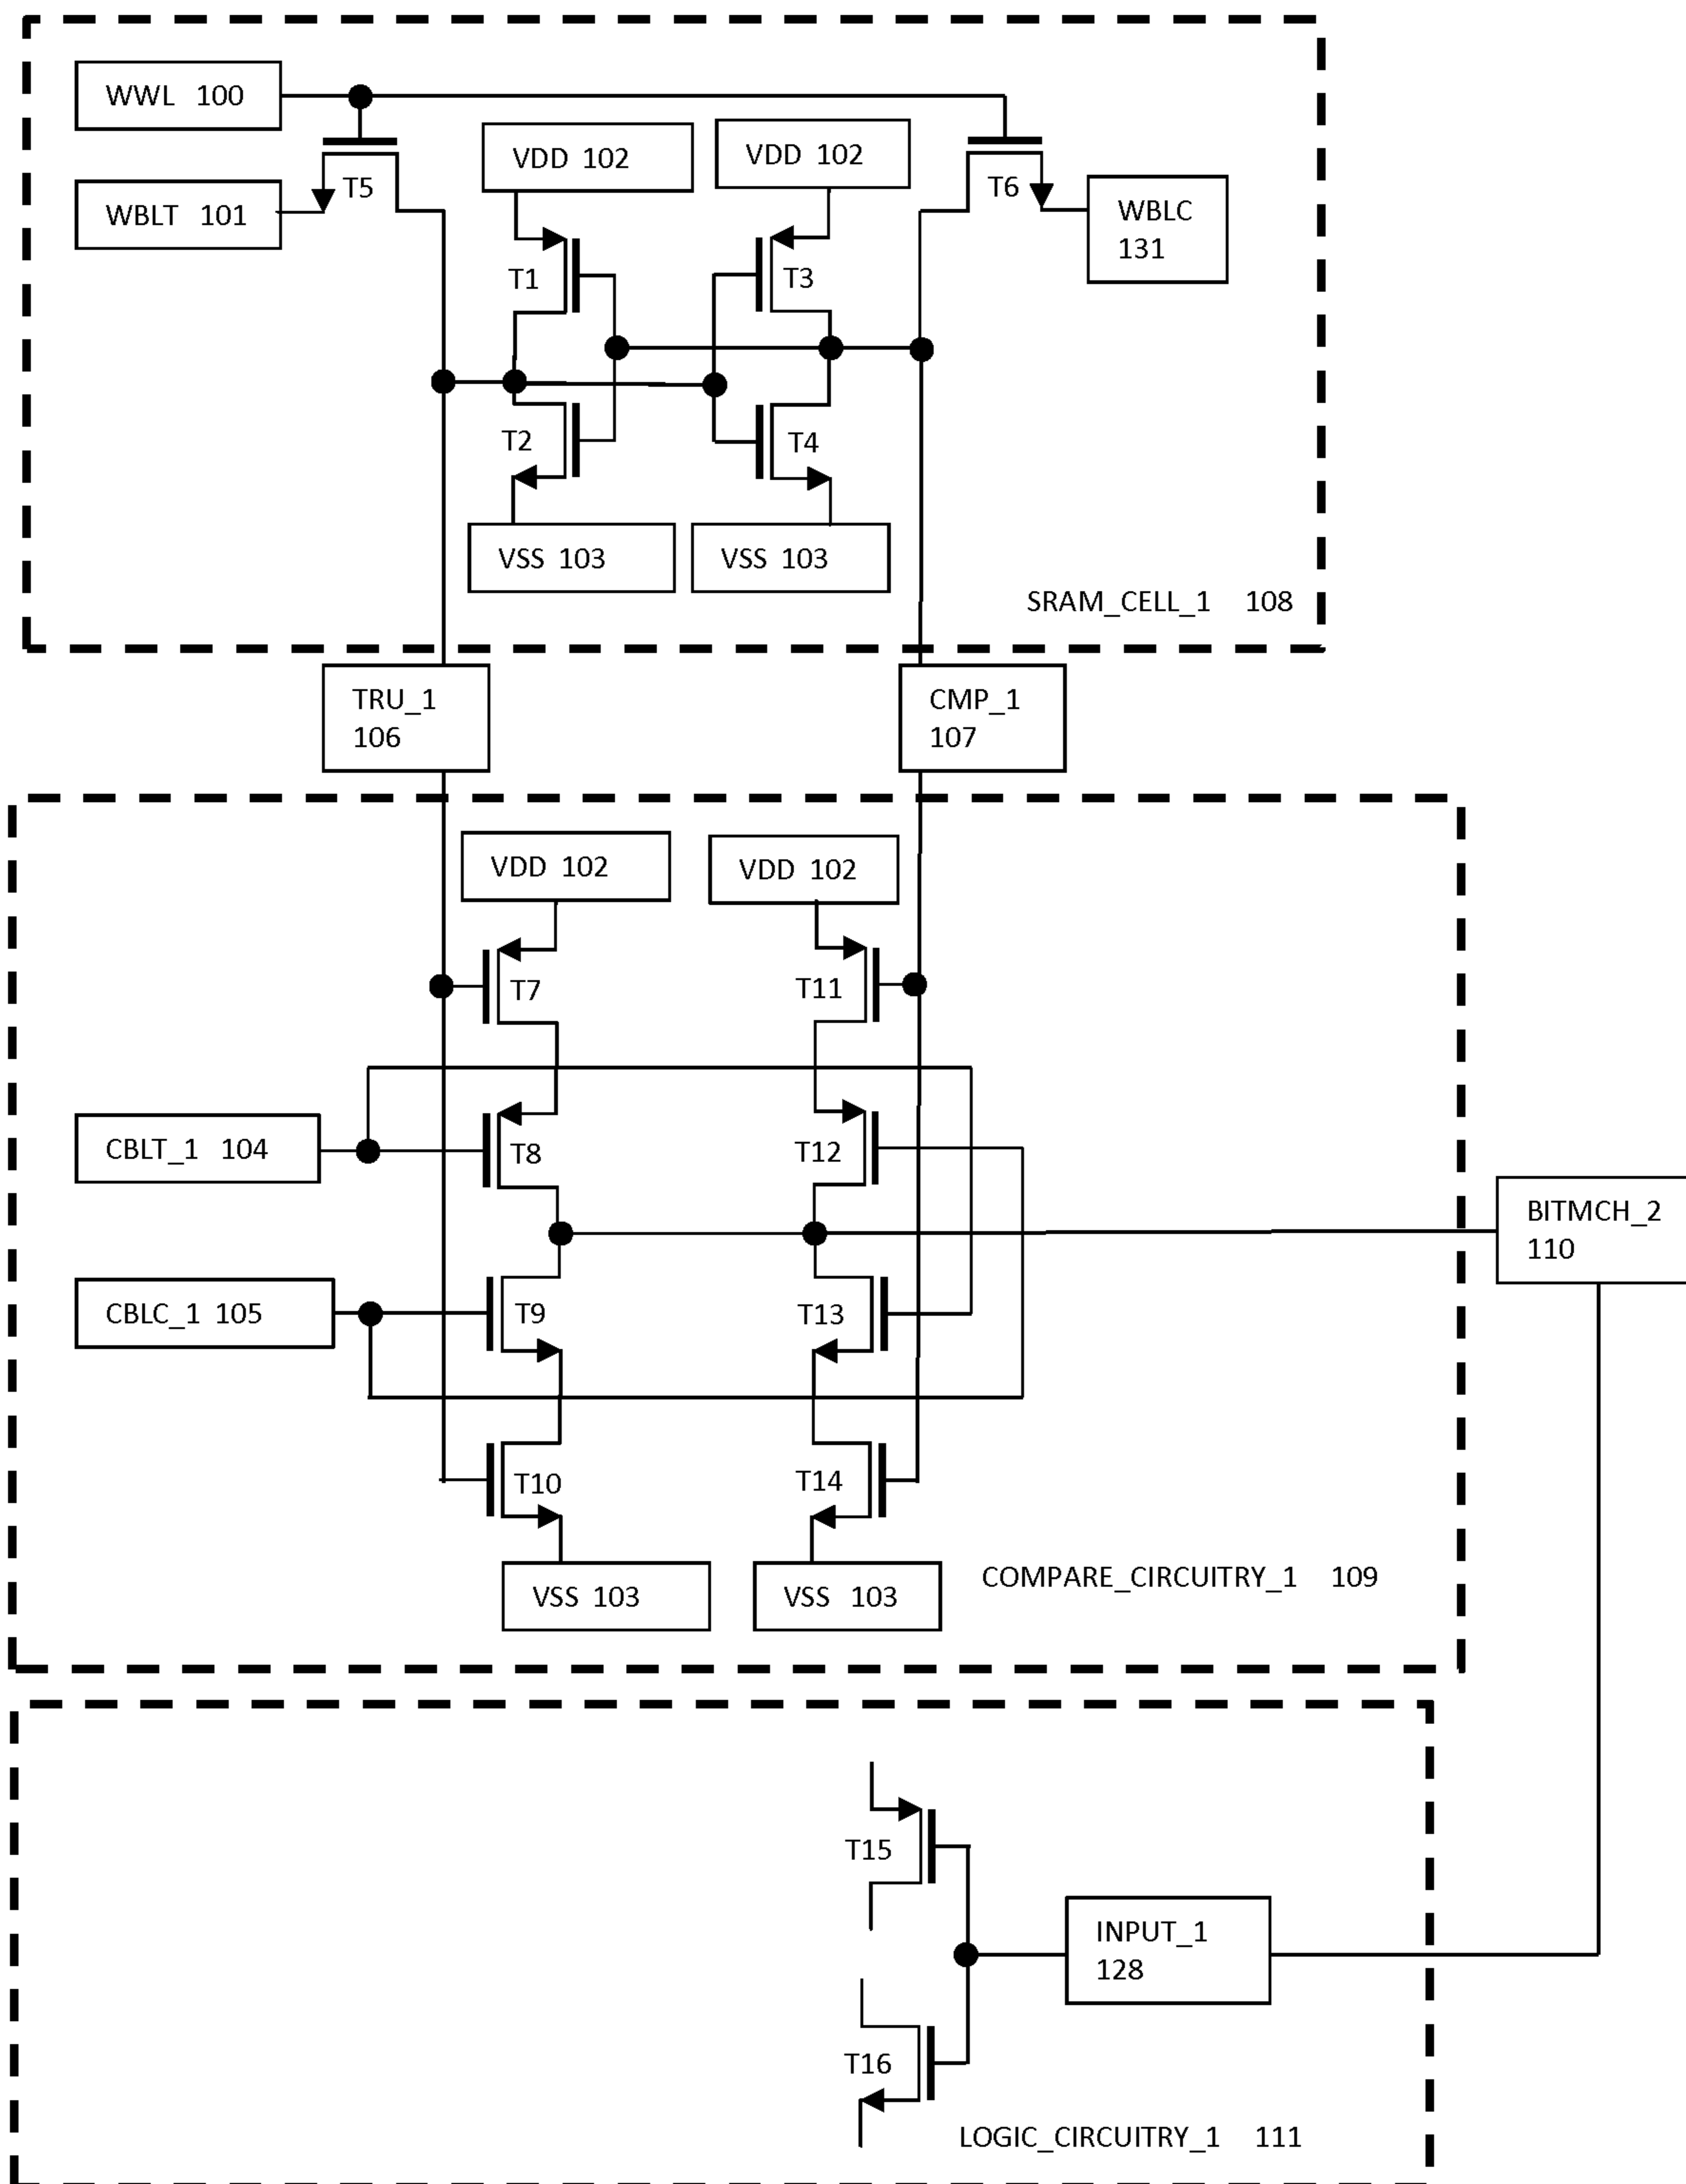 WWL 100
VDD 102
VDD 102
T5
T6
WBLT 101
WBLC
131
T1
T3
T2
T4
VSS 103
VSS 103
SRAM_CELL_1 108
TRU_1
106
CMP_1
107
VDD 102
VDD 102
T7
T11
CBLT_1 104
T8
T12
BITMCH_2
110
CBLC_1 105
T9
T13
T10
T14
VSS 103
VSS 103
COMPARE_CIRCUITRY_1 109
T15
INPUT_1
128
T16
LOGIC_CIRCUITRY_1 111